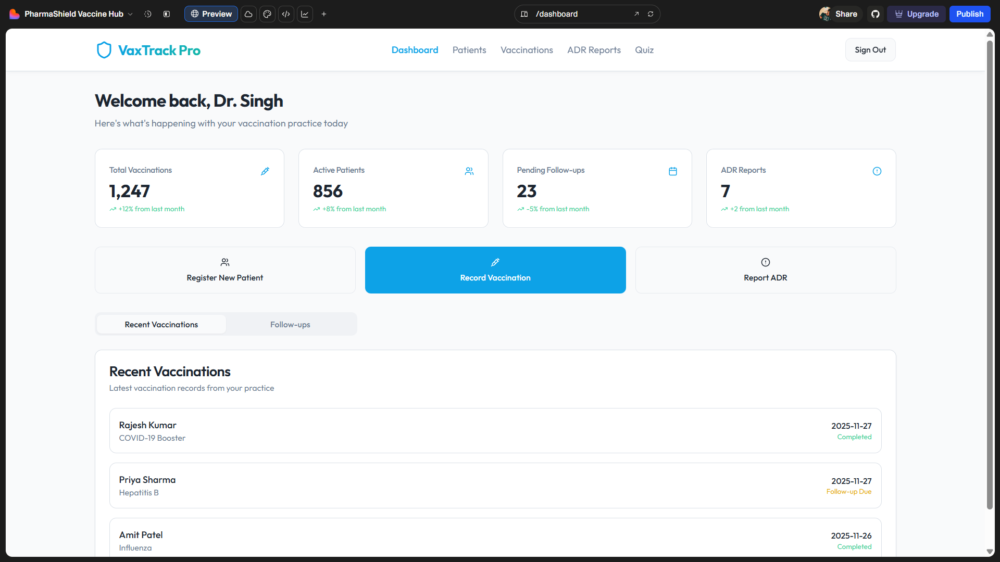 PharmaShield Vaccine Hub
Preview
/dashboard
Share
Upgrade
Publish
VaxTrack Pro
Dashboard
Patients
Vaccinations
ADR Reports
Quiz
Sign Out
Welcome back, Dr. Singh
Here's what's happening with your vaccination practice today
Total Vaccinations
1,247
+12% from last month
Active Patients
856
+8% from last month
Pending Follow-ups
23
-5% from last month
ADR Reports
7
+2 from last month
Register New Patient
Record Vaccination
Report ADR
Recent Vaccinations
Follow-ups
Recent Vaccinations
Latest vaccination records from your practice
Rajesh Kumar
COVID-19 Booster
2025-11-27
Completed
Priya Sharma
Hepatitis B
2025-11-27
Follow-up Due
Amit Patel
Influenza
2025-11-26
Completed